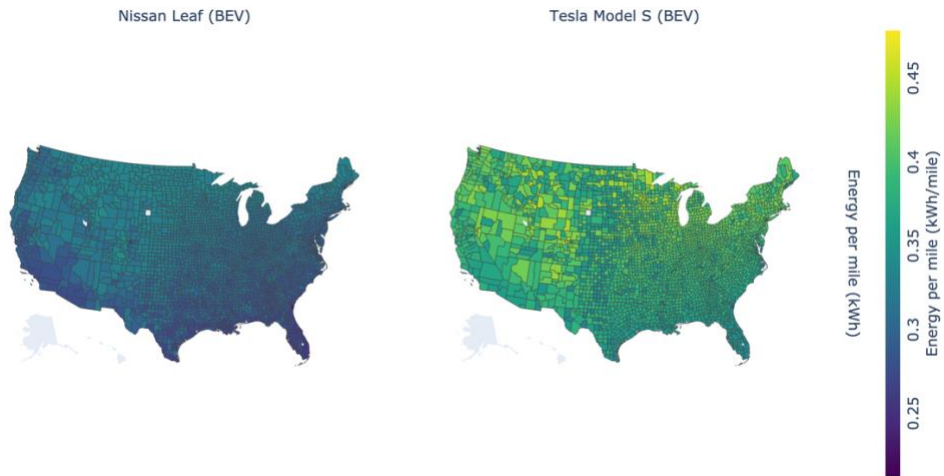 Nissan Leaf (BEV)
Tesla Model S (BEV)
Energy per mile (kWh)
0.45
0.4
0.35
0.3
0.25
Energy per mile (kWh/mile)